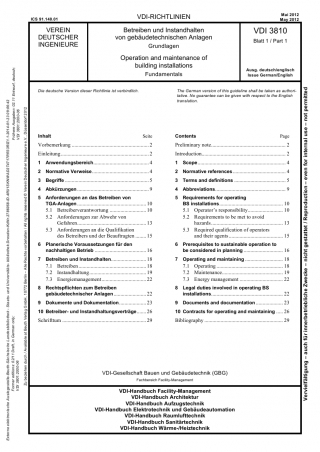 ICS 91.140.01
VDI-RICHTLINIEN
Mai 2012
May 2012
VEREIN
DEUTSCHER
INGENIEURE
Betreiben und Instandhalten
von gebäudetechnischen Anlagen
Grundlagen
Operation and maintenance of
building installations
Fundamentals
VDI 3810
Blatt 1 / Part 1
Ausg. deutsch/englisch
Issue German/English
Die deutsche Version dieser Richtlinie ist verbindlich.
The German version of this guideline shall be taken as authori-
tative. No guarantee can be given with respect to the English
translation.
Inhalt Seite
Vorbemerkung 2
Einleitung 2
1 Anwendungsbereich 4
2 Normative Verweise 4
3 Begriffe 5
4 Abkürzungen 9
5 Anforderungen an das Betreiben von
TGA-Anlagen 10
5.1 Betreiberverantwortung 10
5.2 Anforderungen zur Abwehr von
Gefahren 13
5.3 Anforderungen an die Qualifikation
des Betreibers und der Beauftragten 15
6 Planerische Voraussetzungen für den
nachhaltigen Betrieb 16
7 Betreiben und Instandhalten 18
7.1 Betreiben 18
7.2 Instandhaltung 19
7.3 Energiemanagement 22
8 Rechtspflichten zum Betreiben
gebäudetechnischer Anlagen 22
9 Dokumente und Dokumentation 23
10 Betreiber- und Instandhaltungsverträge 26
Schrifttum 29
Contents Page
Preliminary note 2
Introduction 2
1 Scope 4
2 Normative references 4
3 Terms and definitions 5
4 Abbreviations 9
5 Requirements for operating
BS installations 10
5.1 Operator's responsibility 10
5.2 Requirements to be met to avoid
hazards 13
5.3 Required qualification of operators
and their agents 15
6 Prerequisites to sustainable operation to
be considered in planning 16
7 Operating and maintaining 18
7.1 Operating 18
7.2 Maintenance 19
7.3 Energy management 22
8 Legal duties involved in operating BS
installations 22
9 Documents and documentation 23
10 Contracts for operating and maintaining 26
Bibliography 29
VDI-Gesellschaft Bauen und Gebäudetechnik (GBG)
Fachbereich Facility-Management
VDI-Handbuch Facility-Management
VDI-Handbuch Architektur
VDI-Handbuch Aufzugstechnik
VDI-Handbuch Elektrotechnik und Gebäudeautomation
VDI-Handbuch Raumlufttechnik
VDI-Handbuch Sanitärtechnik
VDI-Handbuch Wärme-/Heiztechnik
Vervielfältigung – auch für innerbetriebliche Zwecke – nicht gestattet / Reproduction – even for internal use – not permitted